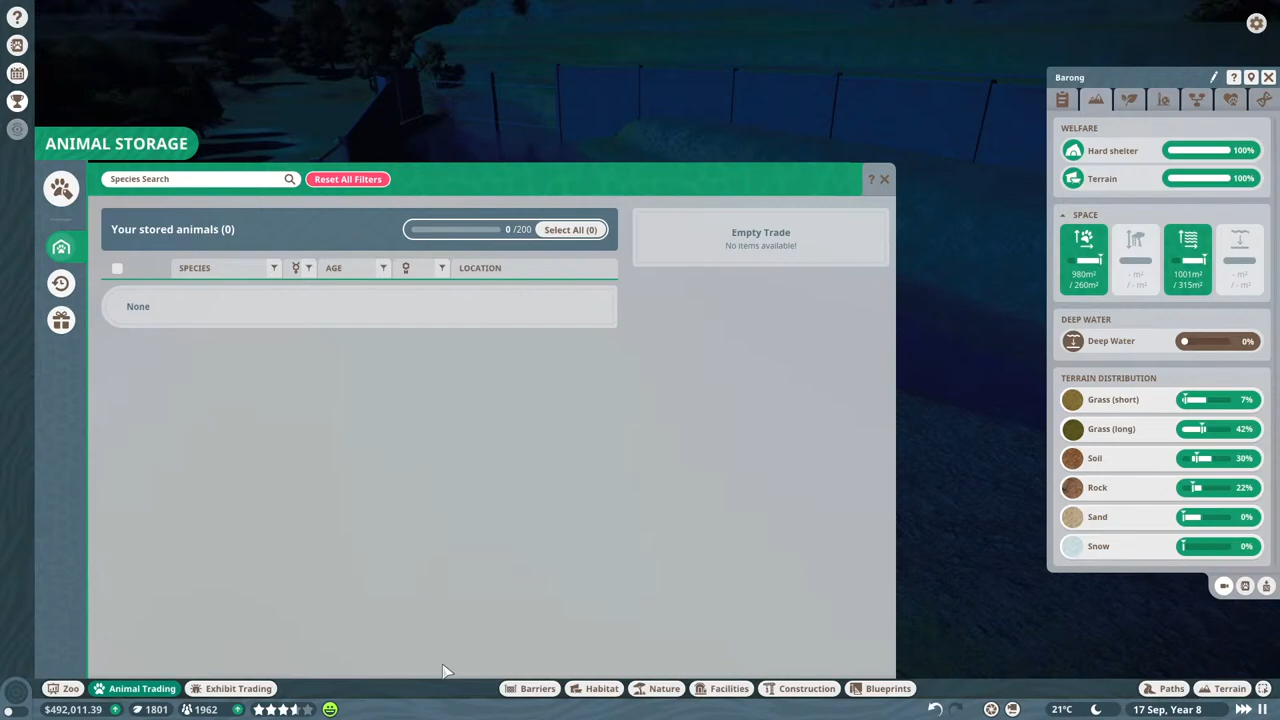 Barong
ANIMAL STORAGE
Species Search
Reset All Filters
?
Your stored animals (0)
0 /200
Select All (0)
SPECIES
AGE
LOCATION
None
Empty Trade
No items available!
WELFARE
Hard shelter
100%
Terrain
100%
SPACE
980m²
/ 260m²
- m²
/ - m²
1001m²
/ 315m²
- m²
/ - m²
DEEP WATER
Deep Water
0%
TERRAIN DISTRIBUTION
Grass (short)
7%
Grass (long)
42%
Soil
30%
Rock
22%
Sand
0%
Snow
0%
Zoo
Animal Trading
Exhibit Trading
Barriers
Habitat
Nature
Facilities
Construction
Blueprints
Paths
Terrain
$492,011.39
1801
1962
21°C
17 Sep, Year 8